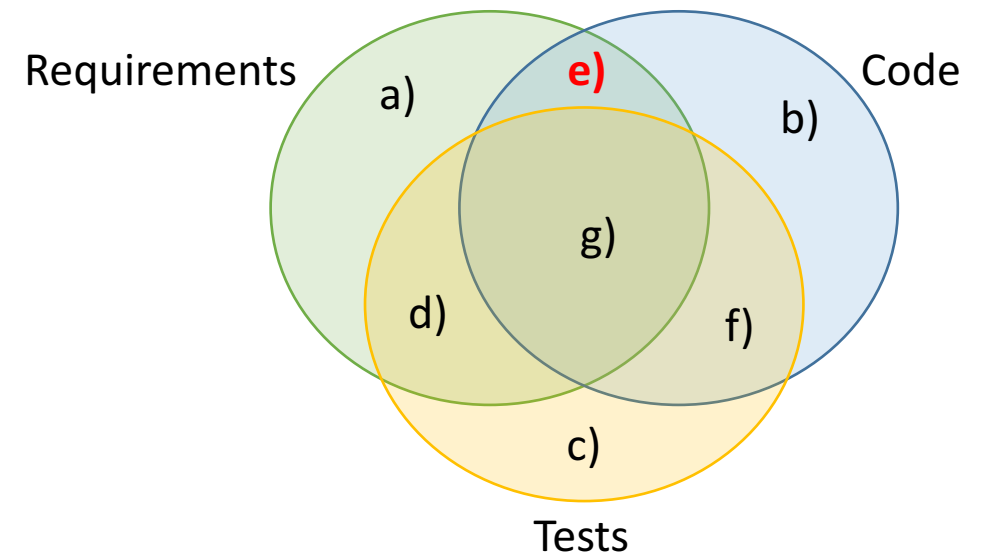 Requirements
a)
e)
b)
Code
g)
d)
f)
c)
Tests